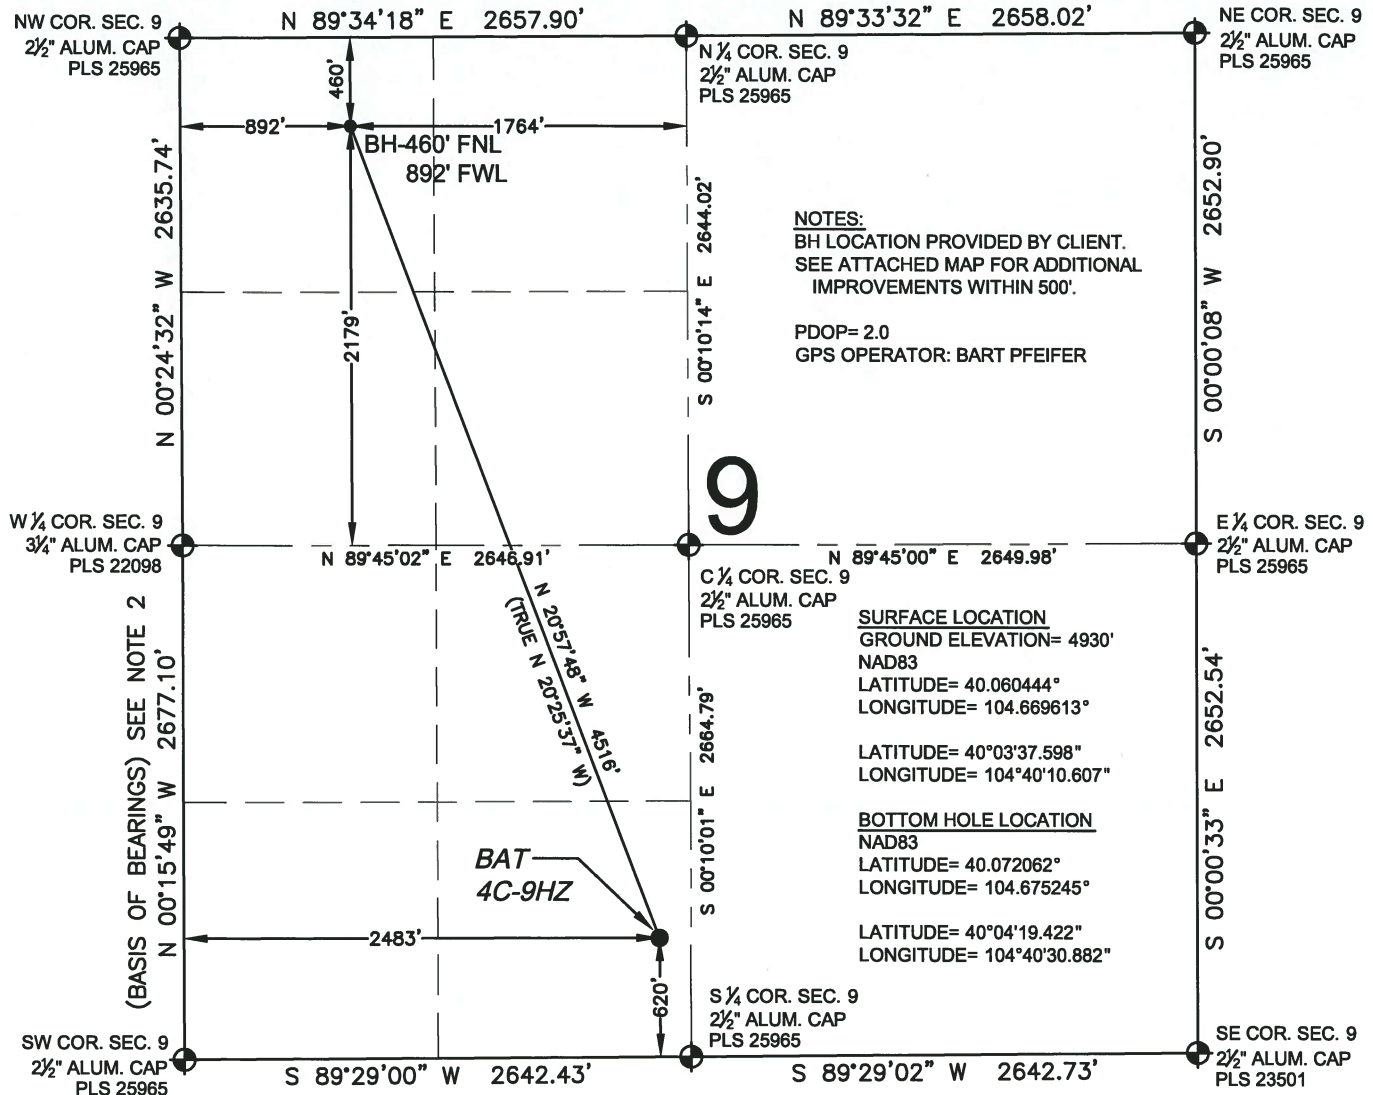 NW COR. SEC. 9
2½" ALUM. CAP
PLS 25965
N 89°34'18" E 2657.90'
N 89°33'32" E 2658.02'
NE COR. SEC. 9
2½" ALUM. CAP
PLS 25965
N ¼ COR. SEC. 9
2½" ALUM. CAP
PLS 25965
460'
892'
1764'
BH-460' FNL
892' FWL
N 00°24'32" W 2635.74'
2179'
S 00°10'14" E 2644.02'
NOTES:
BH LOCATION PROVIDED BY CLIENT.
SEE ATTACHED MAP FOR ADDITIONAL
IMPROVEMENTS WITHIN 500'.
PDOP= 2.0
GPS OPERATOR: BART PFEIFER
S 00°00'08" W 2652.90'
9
W ¼ COR. SEC. 9
3¼" ALUM. CAP
PLS 22098
N 89°45'02" E 2646.91'
C ¼ COR. SEC. 9
2½" ALUM. CAP
PLS 25965
N 89°45'00" E 2649.98'
E ¼ COR. SEC. 9
2½" ALUM. CAP
PLS 25965
(BASIS OF BEARINGS) SEE NOTE 2
N 00°15'49" W 2677.10'
N 20°57'48" W 4516'
(TRUE N 20°25'37" W)
S 00°10'01" E 2664.79'
SURFACE LOCATION
GROUND ELEVATION= 4930'
NAD83
LATITUDE= 40.060444°
LONGITUDE= 104.669613°
LATITUDE= 40°03'37.598"
LONGITUDE= 104°40'10.607"
BOTTOM HOLE LOCATION
NAD83
LATITUDE= 40.072062°
LONGITUDE= 104.675245°
LATITUDE= 40°04'19.422"
LONGITUDE= 104°40'30.882"
S 00°00'33" E 2652.54'
BAT
4C-9HZ
2483'
620'
SW COR. SEC. 9
2½" ALUM. CAP
PLS 25965
S 89°29'00" W 2642.43'
S ¼ COR. SEC. 9
2½" ALUM. CAP
PLS 25965
S 89°29'02" W 2642.73'
SE COR. SEC. 9
2½" ALUM. CAP
PLS 23501